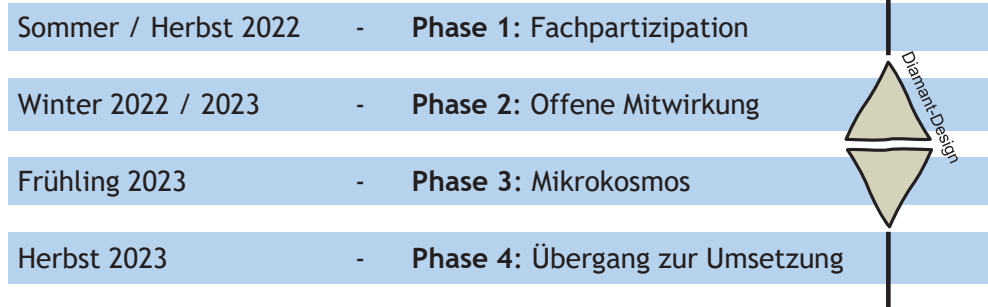 Sommer / Herbst 2022 - Phase 1: Fachpartizipation
Diamant-Design
Winter 2022 / 2023 - Phase 2: Offene Mitwirkung
Frühling 2023 - Phase 3: Mikrokosmos
Herbst 2023 - Phase 4: Übergang zur Umsetzung